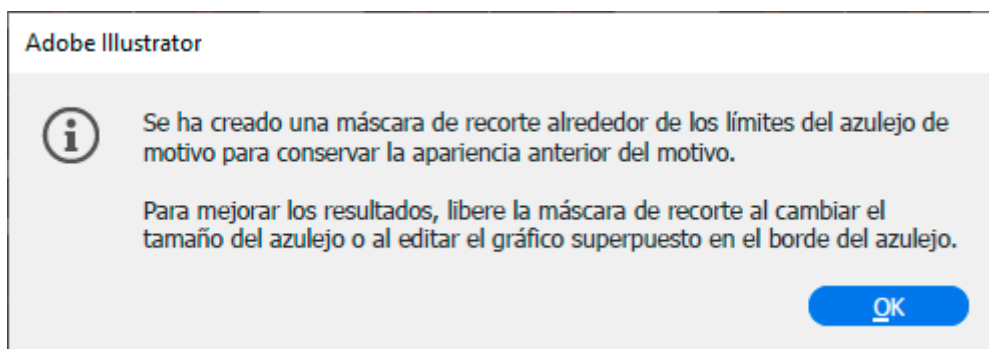 Adobe Illustrator
Se ha creado una máscara de recorte alrededor de los límites del azulejo de
motivo para conservar la apariencia anterior del motivo.
Para mejorar los resultados, libere la máscara de recorte al cambiar el
tamaño del azulejo o al editar el gráfico superpuesto en el borde del azulejo.
OK